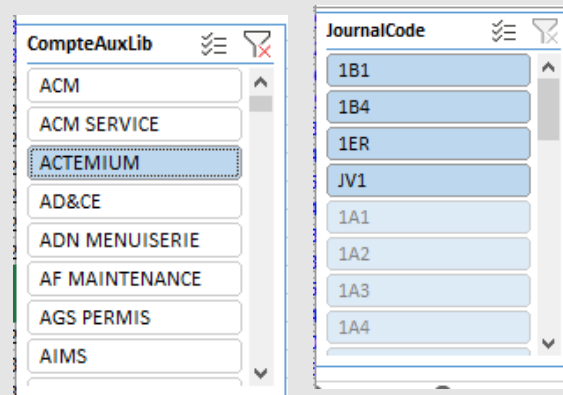 CompteAuxLib
ACM
ACM SERVICE
ACTEMIUM
AD&CE
ADN MENUISERIE
AF MAINTENANCE
AGS PERMIS
AIMS
JournalCode
1B1
1B4
1ER
JV1
1A1
1A2
1A3
1A4